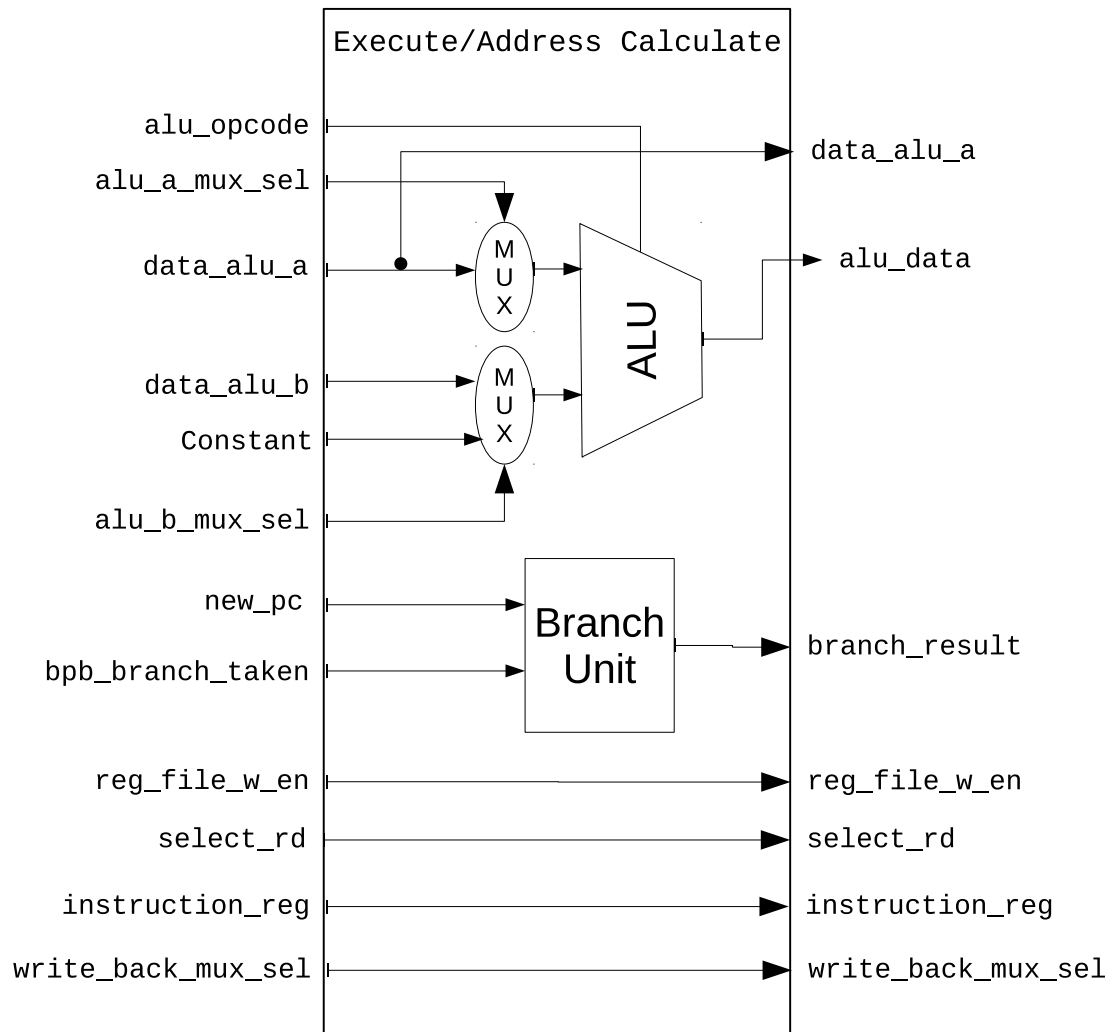 Execute/Address Calculate
alu_opcode
data_alu_a
alu_a_mux_sel
M
U
X
data_alu_a
alu_data
ALU
data_alu_b
M
U
X
Constant
alu_b_mux_sel
new_pc
Branch
Unit
branch_result
bpb_branch_taken
reg_file_w_en
reg_file_w_en
select_rd
select_rd
instruction_reg
instruction_reg
write_back_mux_sel
write_back_mux_sel